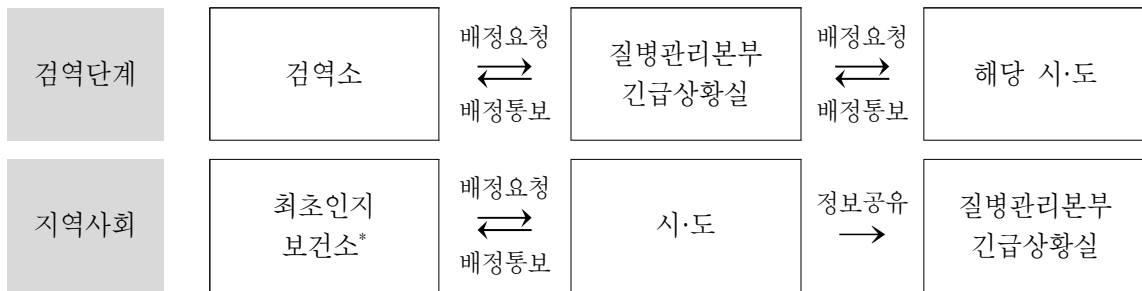 검역단계
검역소
배정요청
배정통보
질병관리본부
긴급상황실
배정요청
배정통보
해당 시·도
지역사회
최초인지
보건소*
배정요청
배정통보
시·도
정보공유
질병관리본부
긴급상황실